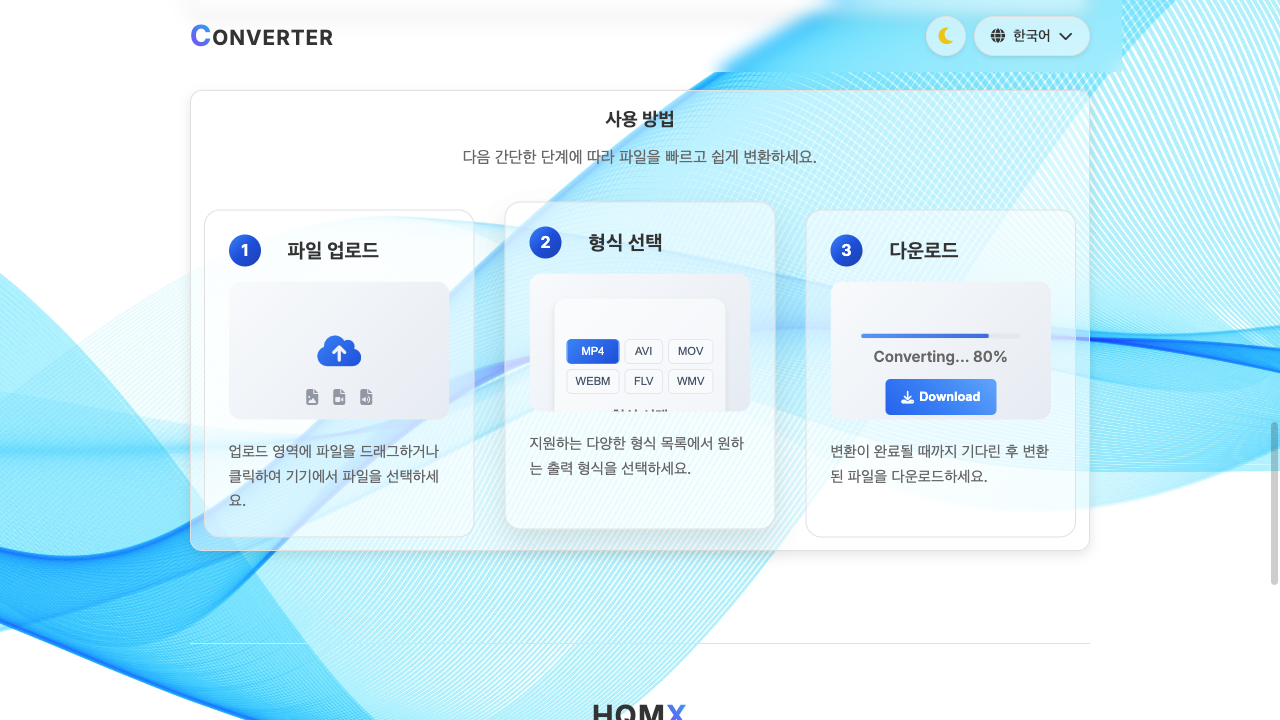 CONVERTER
한국어
사용 방법
다음 간단한 단계에 따라 파일을 빠르고 쉽게 변환하세요.
1 파일 업로드
업로드 영역에 파일을 드래그하거나
클릭하여 기기에서 파일을 선택하세
요.
2 형식 선택
MP4 AVI MOV
WEBM FLV WMV
지원하는 다양한 형식 목록에서 원하
는 출력 형식을 선택하세요.
3 다운로드
Converting... 80%
Download
변환이 완료될 때까지 기다린 후 변환
된 파일을 다운로드하세요.
HQMX